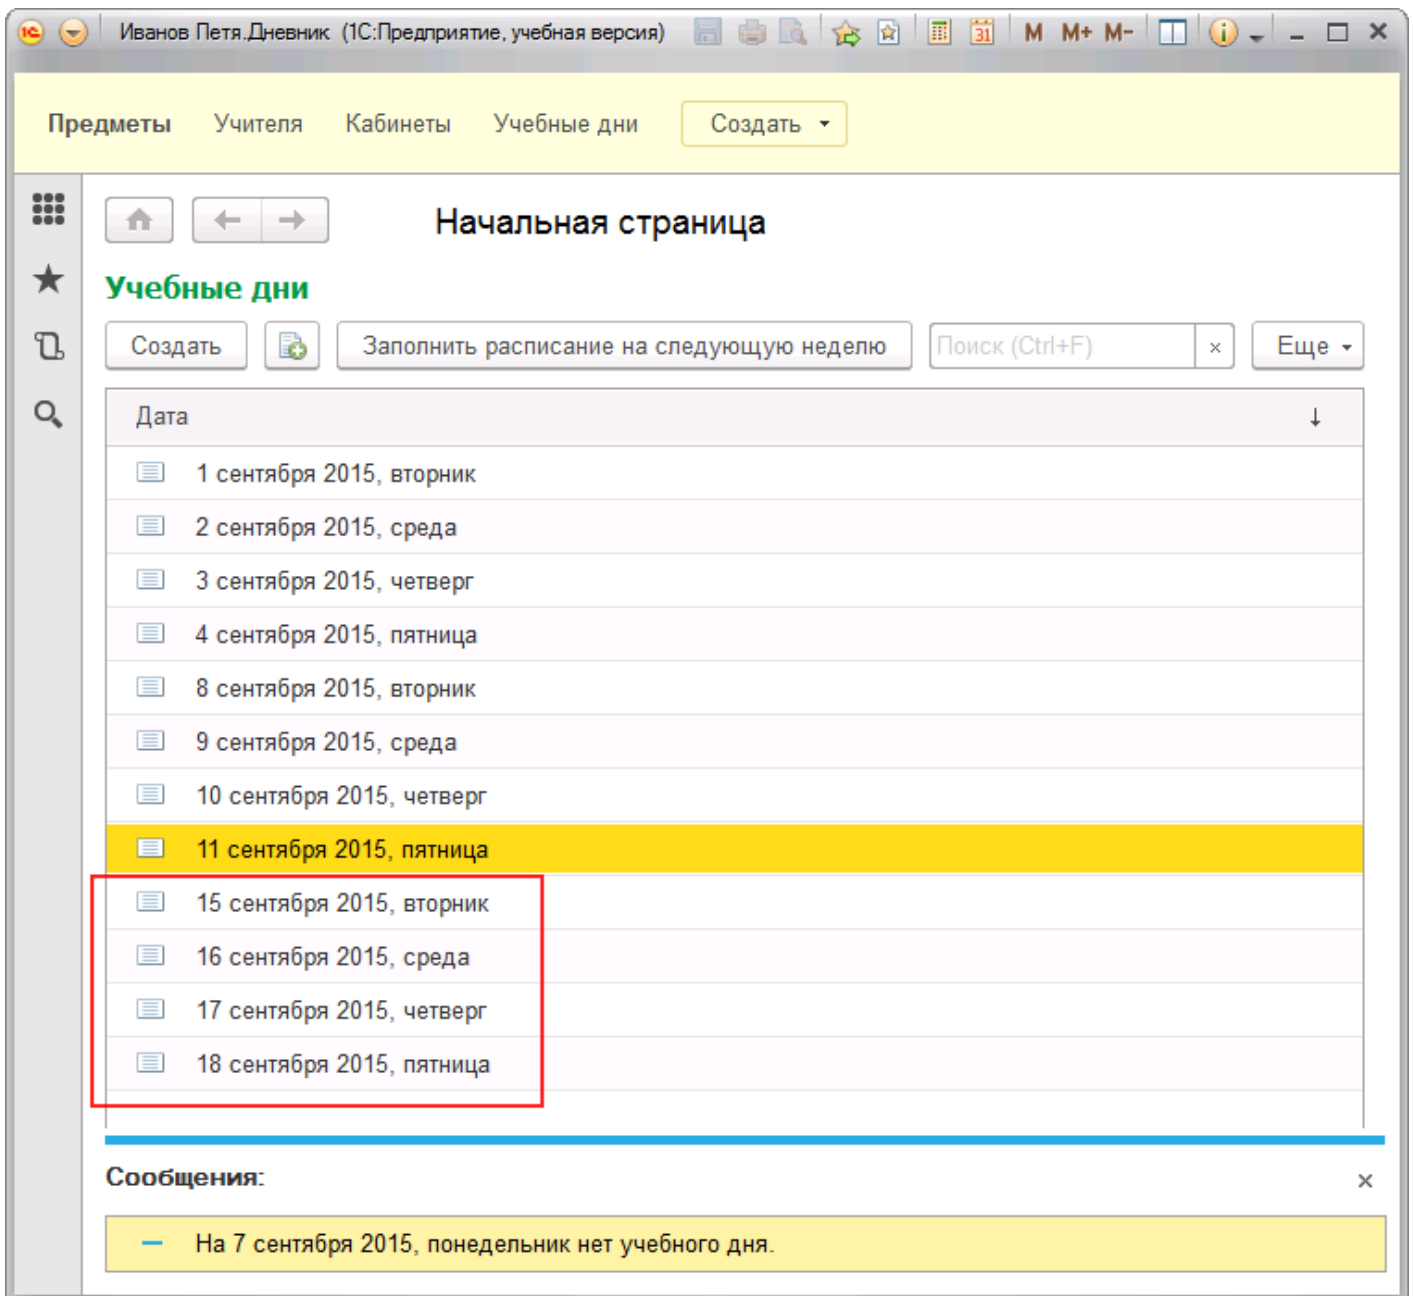 1С Иванов Петя.Дневник (1С:Предприятие, учебная версия) 31 M M+ M-
Предметы Учителя Кабинеты Учебные дни Создать
Начальная страница
Учебные дни
Создать Заполнить расписание на следующую неделю Поиск (Ctrl+F) × Еще
Дата ↓
1 сентября 2015, вторник
2 сентября 2015, среда
3 сентября 2015, четверг
4 сентября 2015, пятница
8 сентября 2015, вторник
9 сентября 2015, среда
10 сентября 2015, четверг
11 сентября 2015, пятница
15 сентября 2015, вторник
16 сентября 2015, среда
17 сентября 2015, четверг
18 сентября 2015, пятница
Сообщения:
На 7 сентября 2015, понедельник нет учебного дня.